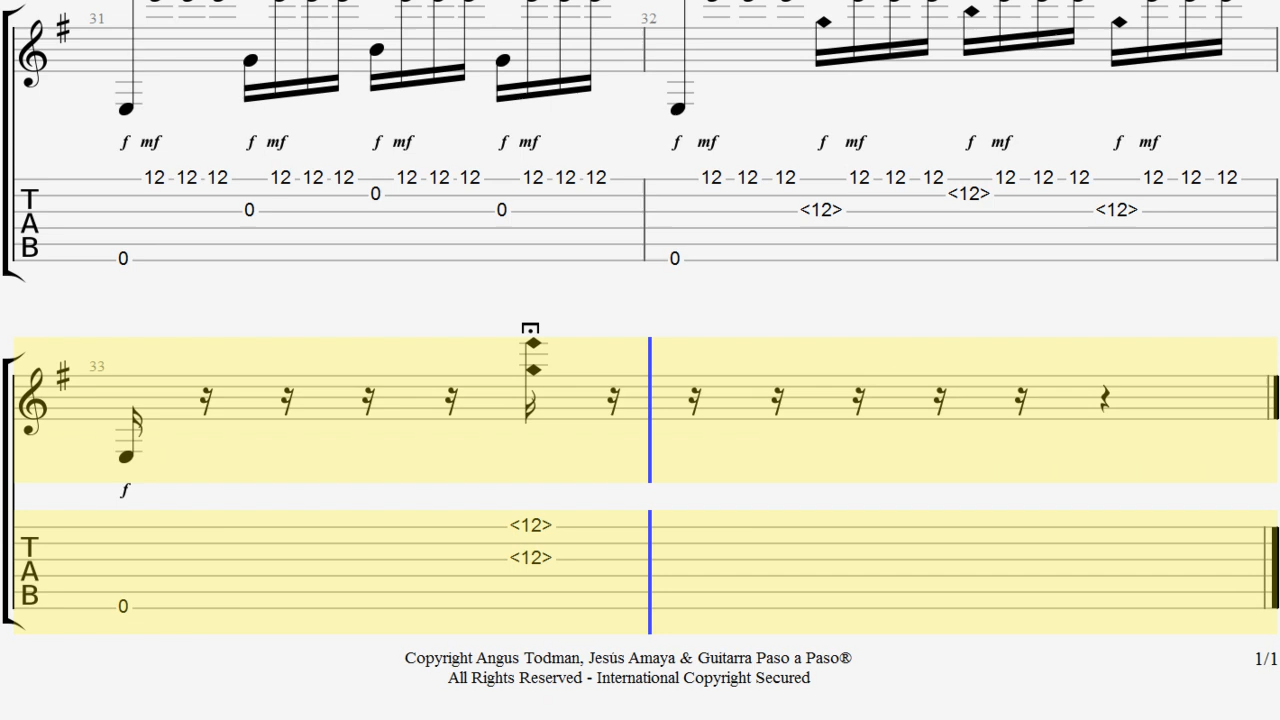 31 32
f mf f mf f mf f mf f mf f mf f mf f mf
12 12 12 12 12 12 12 12 12 12 12 12 12 12 12 12 12 12 12 12 12 12 12 12
T 0 <12>
A 0 0 <12> <12>
B 0 0
33
f
<12>
T
A <12>
B 0
Copyright Angus Todman, Jesús Amaya & Guitarra Paso a Paso®
All Rights Reserved - International Copyright Secured
1/1